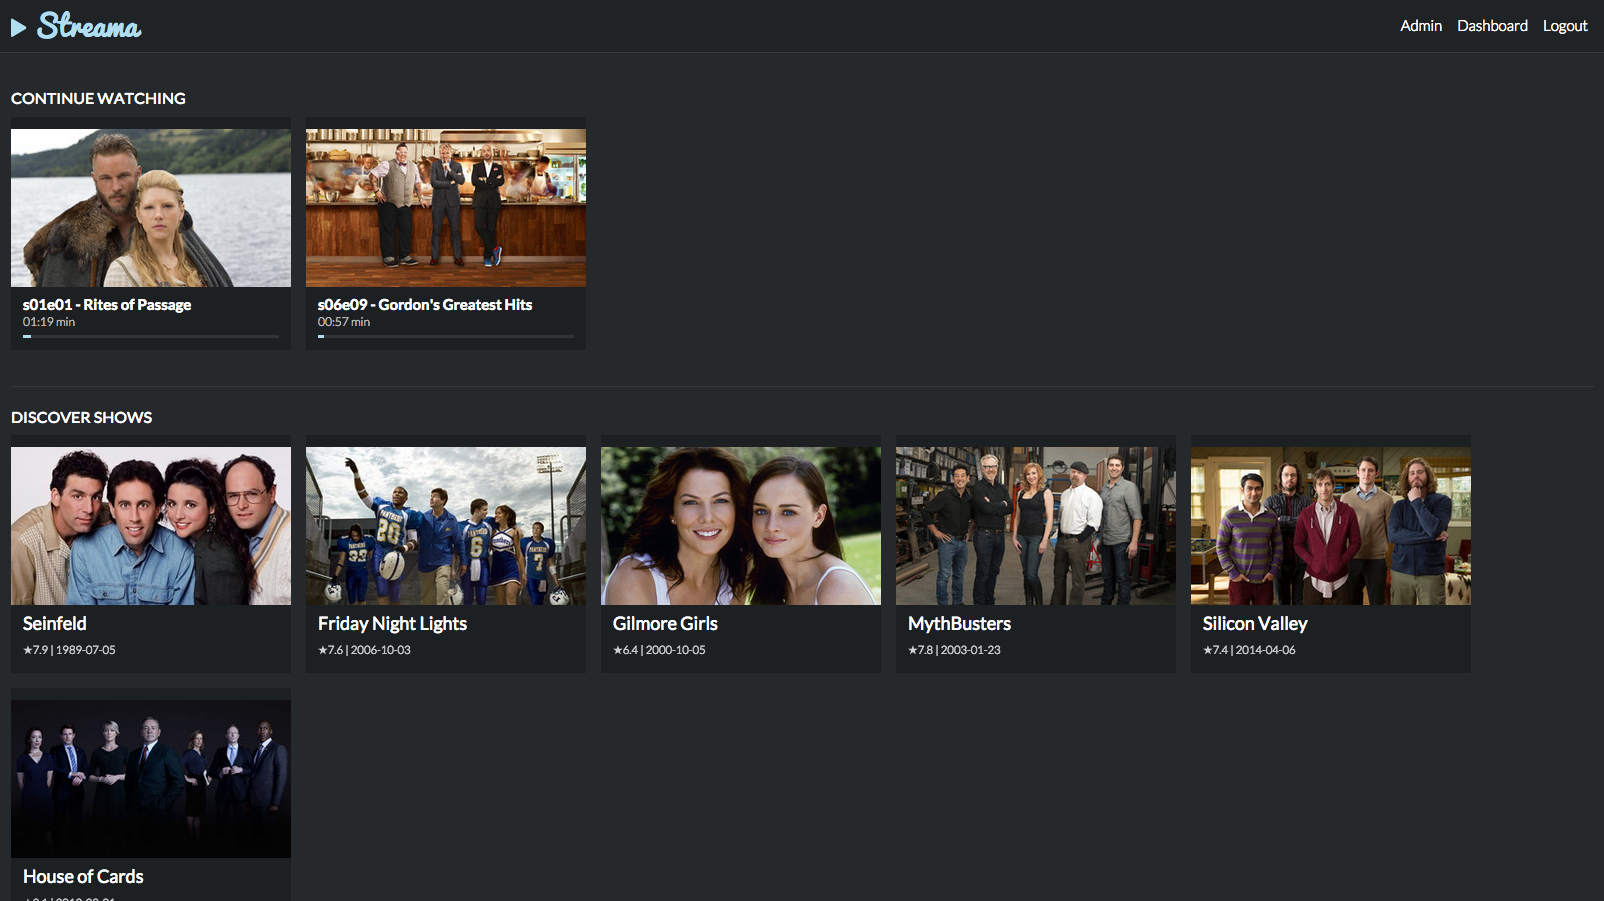 Streama
Admin Dashboard Logout
CONTINUE WATCHING
s01e01 - Rites of Passage
01:19 min
s06e09 - Gordon's Greatest Hits
00:57 min
DISCOVER SHOWS
Seinfeld
★7.9 | 1989-07-05
Friday Night Lights
★7.6 | 2006-10-03
Gilmore Girls
★6.4 | 2000-10-05
MythBusters
★7.8 | 2003-01-23
Silicon Valley
★7.4 | 2014-04-06
House of Cards